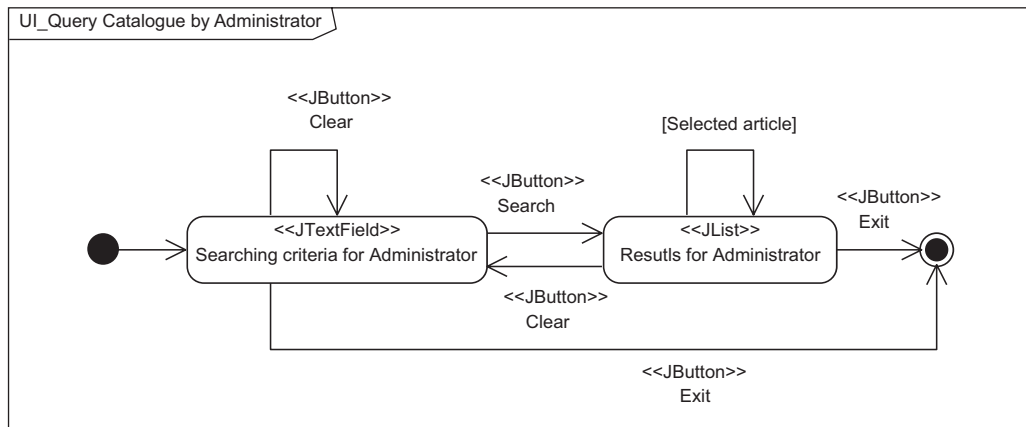 UI_Query Catalogue by Administrator
<<JButton>>
Clear
[Selected article]
<<JButton>>
Search
<<JButton>>
Exit
<<JTextField>>
Searching criteria for Administrator
<<JList>>
Resutls for Administrator
<<JButton>>
Clear
<<JButton>>
Exit